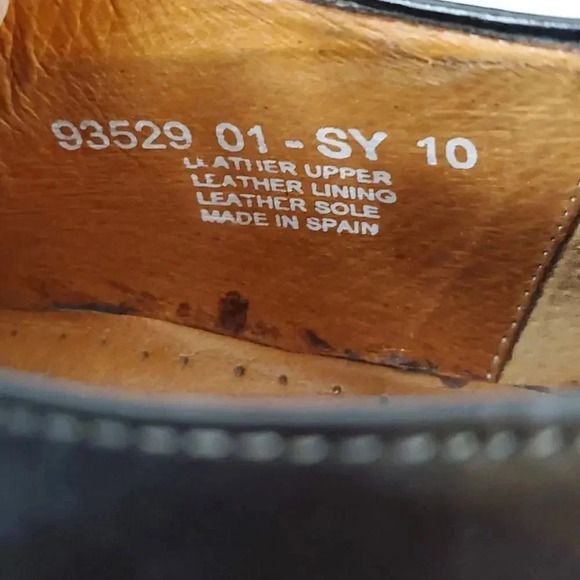 93529 01-SY 10
LEATHER UPPER
LEATHER LINING
LEATHER SOLE
MADE IN SPAIN